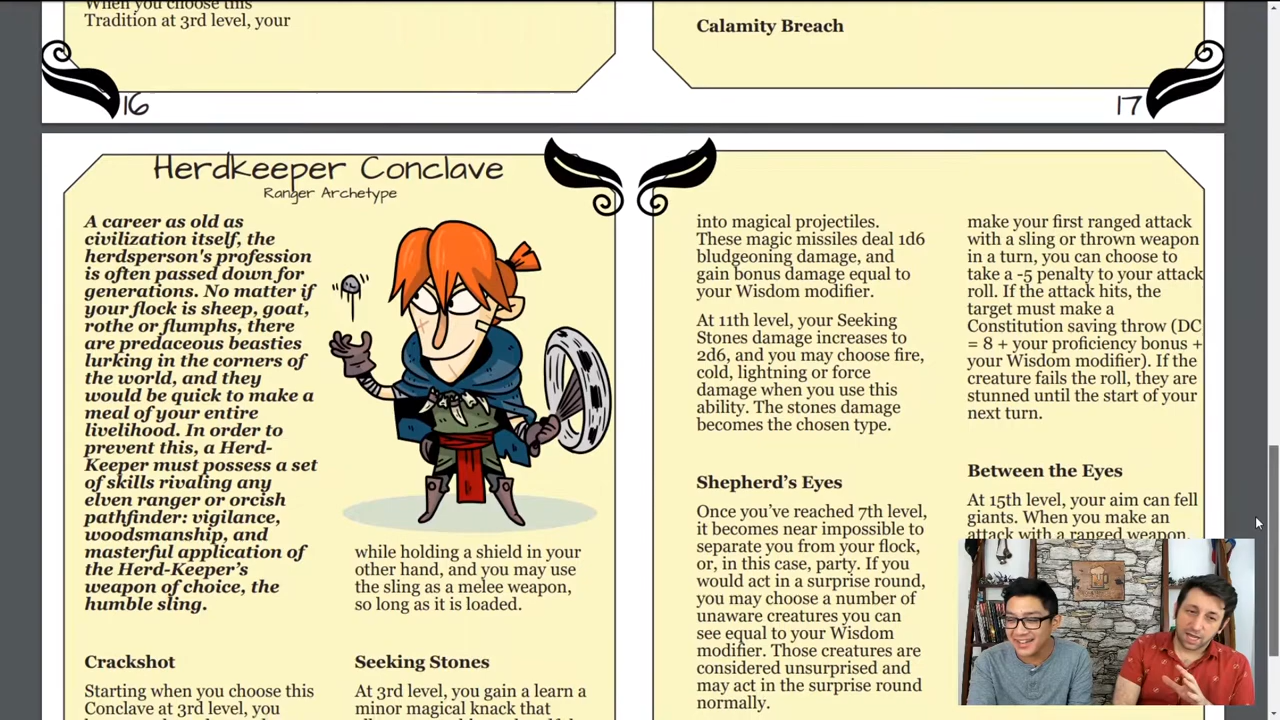 When you choose this
Tradition at 3rd level, your
16
Calamity Breach
17
Herdkeeper Conclave
Ranger Archetype
A career as old as
civilization itself, the
herdsperson's profession
is often passed down for
generations. No matter if
your flock is sheep, goat,
rothe or flumphs, there
are predaceous beasties
lurking in the corners of
the world, and they
would be quick to make a
meal of your entire
livelihood. In order to
prevent this, a Herd-
Keeper must possess a set
of skills rivaling any
elven ranger or orcish
pathfinder: vigilance,
woodsmanship, and
masterful application of
the Herd-Keeper's
weapon of choice, the
humble sling.
Crackshot
Starting when you choose this
Conclave at 3rd level, you
while holding a shield in your
other hand, and you may use
the sling as a melee weapon,
so long as it is loaded.
Seeking Stones
At 3rd level, you gain a learn a
minor magical knack that
into magical projectiles.
These magic missiles deal 1d6
bludgeoning damage, and
gain bonus damage equal to
your Wisdom modifier.
At 11th level, your Seeking
Stones damage increases to
2d6, and you may choose fire,
cold, lightning or force
damage when you use this
ability. The stones damage
becomes the chosen type.
Shepherd's Eyes
Once you've reached 7th level,
it becomes near impossible to
separate you from your flock,
or, in this case, party. If you
would act in a surprise round,
you may choose a number of
unaware creatures you can
see equal to your Wisdom
modifier. Those creatures are
considered unsurprised and
may act in the surprise round
normally.
make your first ranged attack
with a sling or thrown weapon
in a turn, you can choose to
take a -5 penalty to your attack
roll. If the attack hits, the
target must make a
Constitution saving throw (DC
= 8 + your proficiency bonus +
your Wisdom modifier). If the
creature fails the roll, they are
stunned until the start of your
next turn.
Between the Eyes
At 15th level, your aim can fell
giants. When you make an
attack with a ranged weapon,